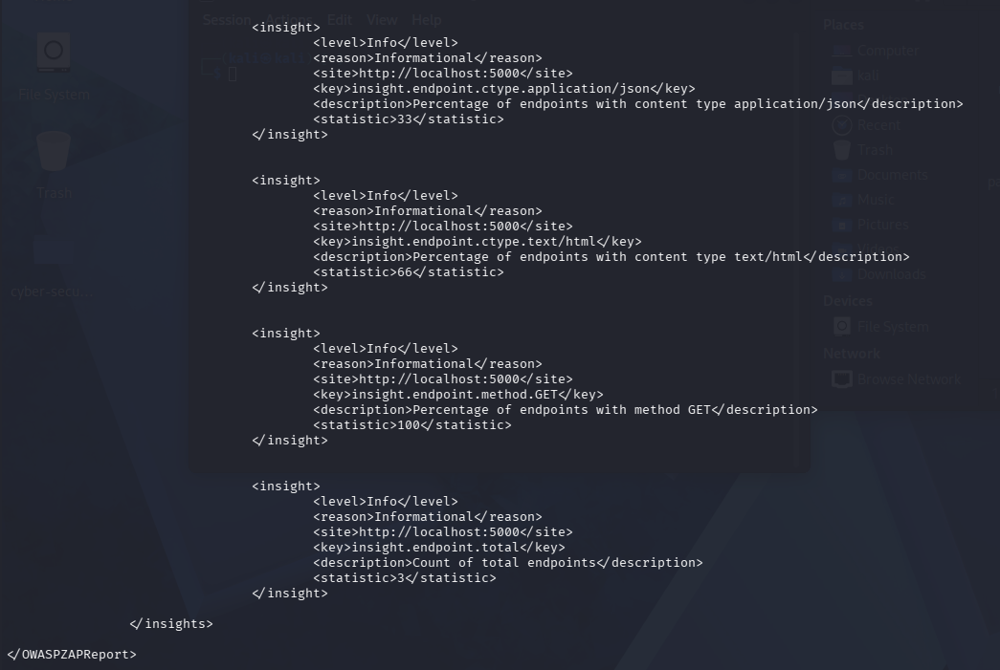 Session Actions Edit View Help
<insight>
<level>Info</level>
<reason>Informational</reason>
<site>http://localhost:5000</site>
<key>insight.endpoint.ctype.application/json</key>
<description>Percentage of endpoints with content type application/json</description>
<statistic>33</statistic>
</insight>
<insight>
<level>Info</level>
<reason>Informational</reason>
<site>http://localhost:5000</site>
<key>insight.endpoint.ctype.text/html</key>
<description>Percentage of endpoints with content type text/html</description>
<statistic>66</statistic>
</insight>
<insight>
<level>Info</level>
<reason>Informational</reason>
<site>http://localhost:5000</site>
<key>insight.endpoint.method.GET</key>
<description>Percentage of endpoints with method GET</description>
<statistic>100</statistic>
</insight>
<insight>
<level>Info</level>
<reason>Informational</reason>
<site>http://localhost:5000</site>
<key>insight.endpoint.total</key>
<description>Count of total endpoints</description>
<statistic>3</statistic>
</insight>
</insights>
</OWASPZAPReport>
File System
Trash
cyber-secu...
Places
Computer
kali
Recent
Trash
Documents
Music
Pictures
Downloads
Devices
File System
Network
Browse Network